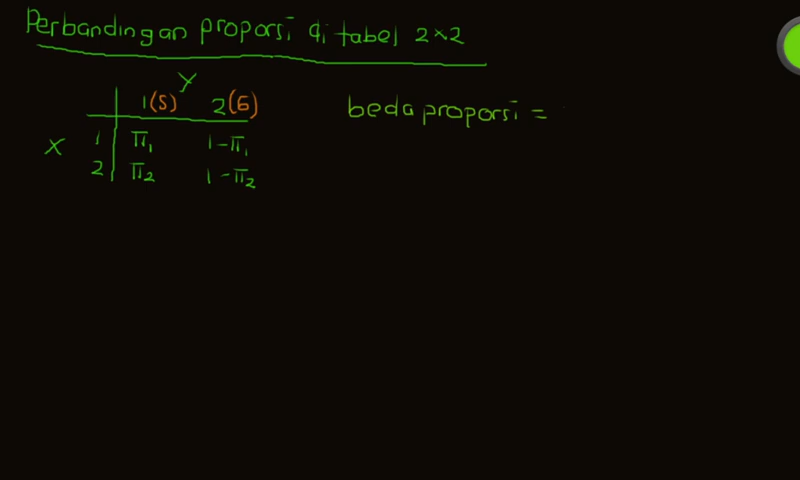 Perbandingan proporsi di tabel 2×2
Y
1(S) 2(G)
X 1 π1 1-π1
2 π2 1-π2
beda proporsi =